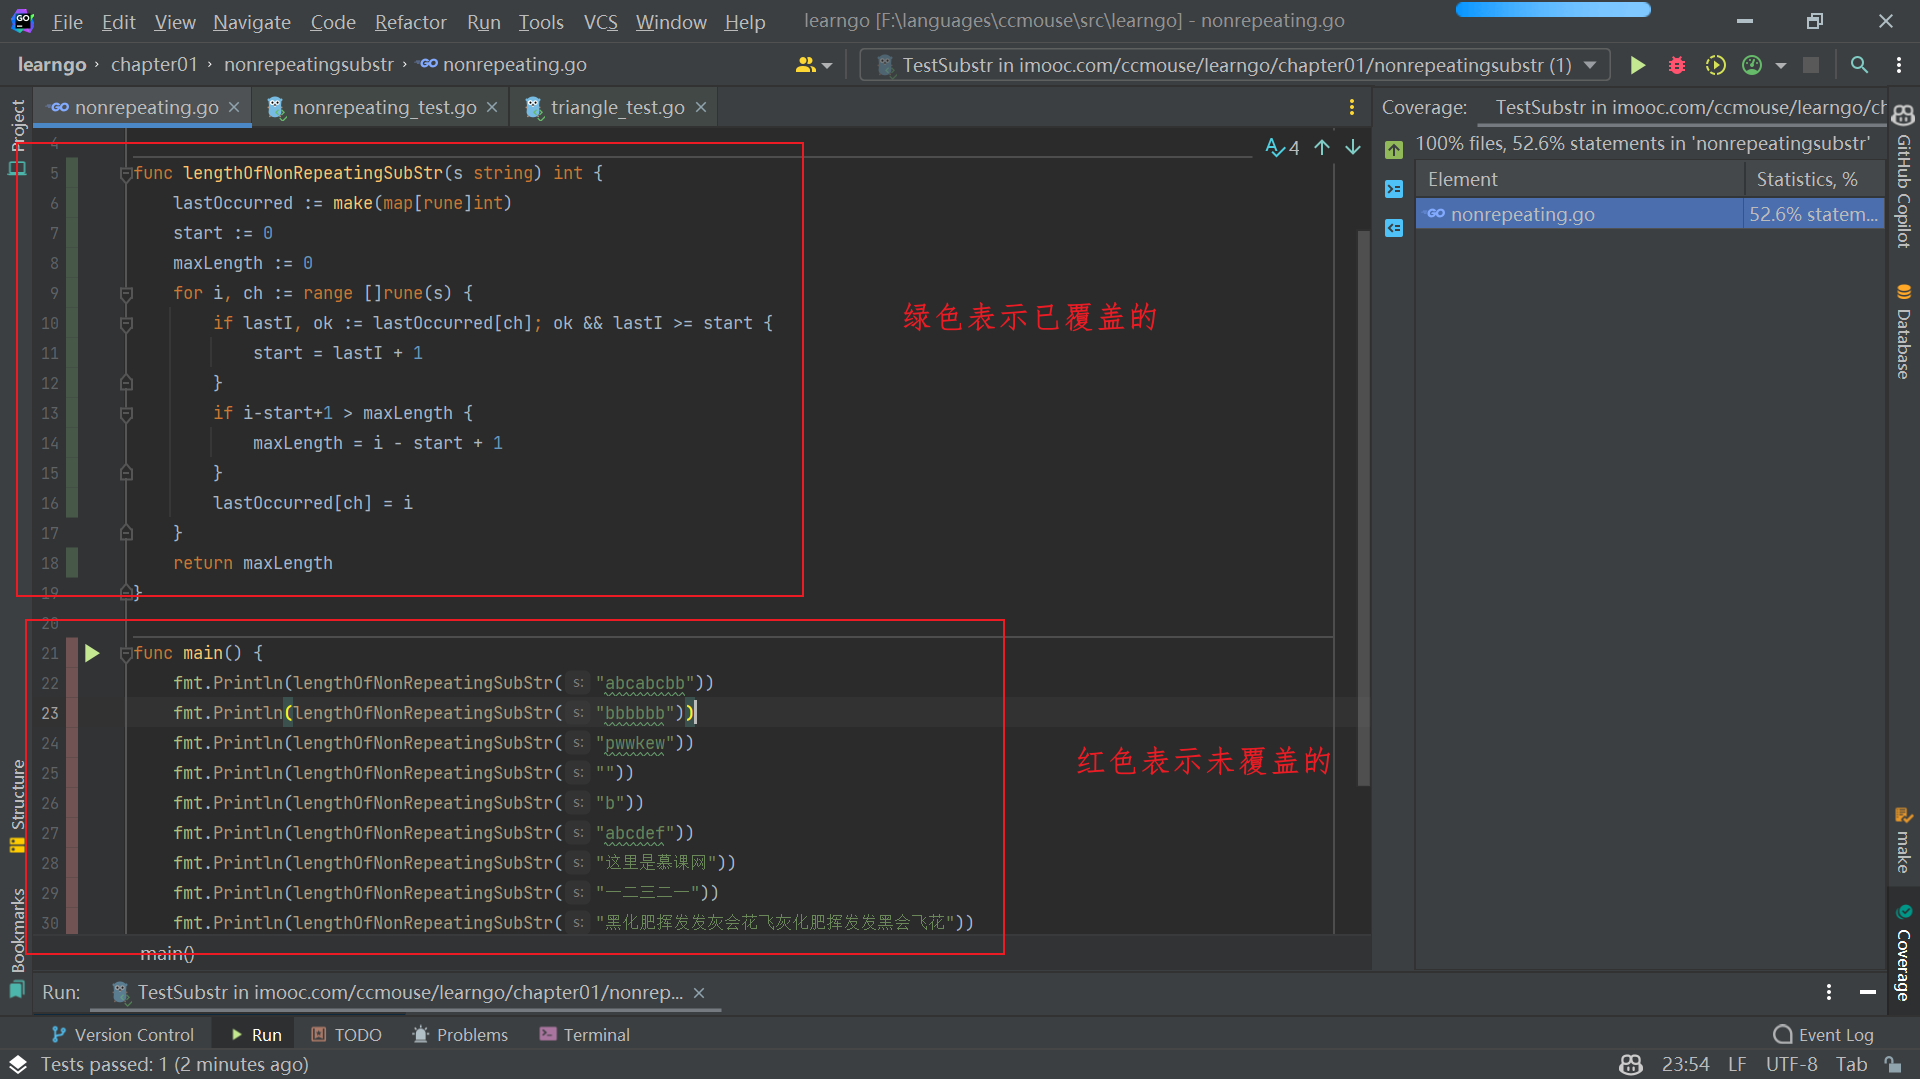 File Edit View Navigate Code Refactor Run Tools VCS Window Help learngo [F:\languages\ccmouse\src\learngo] - nonrepeating.go
learngo › chapter01 › nonrepeatingsubstr › nonrepeating.go TestSubstr in imooc.com/ccmouse/learngo/chapter01/nonrepeatingsubstr (1)
nonrepeating.go nonrepeating_test.go triangle_test.go
Coverage: TestSubstr in imooc.com/ccmouse/learngo/ch
100% files, 52.6% statements in 'nonrepeatingsubstr'
Element Statistics, %
nonrepeating.go 52.6% statem...
Project
Structure
Bookmarks
GitHub Copilot
Database
make
Coverage
4
4
5 func lengthOfNonRepeatingSubStr(s string) int {
6 lastOccurred := make(map[rune]int)
7 start := 0
8 maxLength := 0
9 for i, ch := range []rune(s) {
10 if lastI, ok := lastOccurred[ch]; ok && lastI >= start {
11 start = lastI + 1
12 }
13 if i-start+1 > maxLength {
14 maxLength = i - start + 1
15 }
16 lastOccurred[ch] = i
17 }
18 return maxLength
19 }
20
21 func main() {
22 fmt.Println(lengthOfNonRepeatingSubStr( s: "abcabcbb"))
23 fmt.Println(lengthOfNonRepeatingSubStr( s: "bbbbbb"))
24 fmt.Println(lengthOfNonRepeatingSubStr( s: "pwwkew"))
25 fmt.Println(lengthOfNonRepeatingSubStr( s: ""))
26 fmt.Println(lengthOfNonRepeatingSubStr( s: "b"))
27 fmt.Println(lengthOfNonRepeatingSubStr( s: "abcdef"))
28 fmt.Println(lengthOfNonRepeatingSubStr( s: "这里是慕课网"))
29 fmt.Println(lengthOfNonRepeatingSubStr( s: "一二三二一"))
30 fmt.Println(lengthOfNonRepeatingSubStr( s: "黑化肥挥发发灰会花飞灰化肥挥发发黑会飞花"))
绿色表示已覆盖的
红色表示未覆盖的
main()
Run: TestSubstr in imooc.com/ccmouse/learngo/chapter01/nonrep...
Version Control Run TODO Problems Terminal Event Log
Tests passed: 1 (2 minutes ago) 23:54 LF UTF-8 Tab